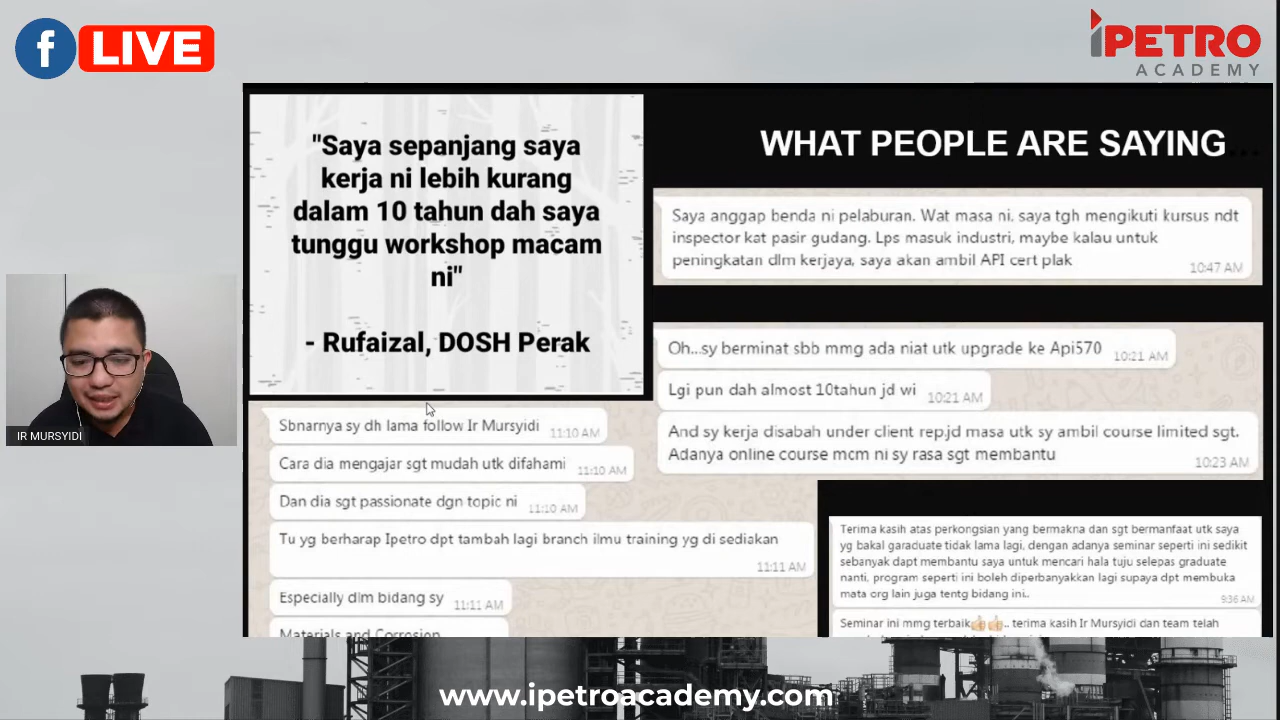 f LIVE
iPETRO
ACADEMY
"Saya sepanjang saya
kerja ni lebih kurang
dalam 10 tahun dah saya
tunggu workshop macam
ni"
- Rufaizal, DOSH Perak
WHAT PEOPLE ARE SAYING...
Saya anggap benda ni pelaburan. Wat masa ni, saya tgh mengikuti kursus ndt
inspector kat pasir gudang. Lps masuk industri, maybe kalau untuk
peningkatan dlm kerjaya, saya akan ambil API cert plak
10:47 AM
Oh...sy berminat sbb mmg ada niat utk upgrade ke Api570 10:21 AM
Lgi pun dah almost 10tahun jd wi 10:21 AM
And sy kerja disabah under client rep.jd masa utk sy ambil course limited sgt.
Adanya online course mcm ni sy rasa sgt membantu
10:23 AM
Sbnarnya sy dh lama follow Ir Mursyidi 11:10 AM
Cara dia mengajar sgt mudah utk difahami 11:10 AM
Dan dia sgt passionate dgn topic ni 11:10 AM
Tu yg berharap Ipetro dpt tambah lagi branch ilmu training yg di sediakan
11:11 AM
Especially dlm bidang sy 11:11 AM
Materials and Corrosion
Terima kasih atas perkongsian yang bermakna dan sgt bermanfaat utk saya
yg bakal garaduate tidak lama lagi, dengan adanya seminar seperti ini sedikit
sebanyak dapt membantu saya untuk mencari hala tuju selepas graduate
nanti, program seperti ini boleh diperbanyakkan lagi supaya dpt membuka
mata org lain juga tentg bidang ini..
9:36 AM
Seminar ini mmg terbaik👍👍.. terima kasih Ir Mursyidi dan team telah
IR MURSYIDI
www.ipetroacademy.com